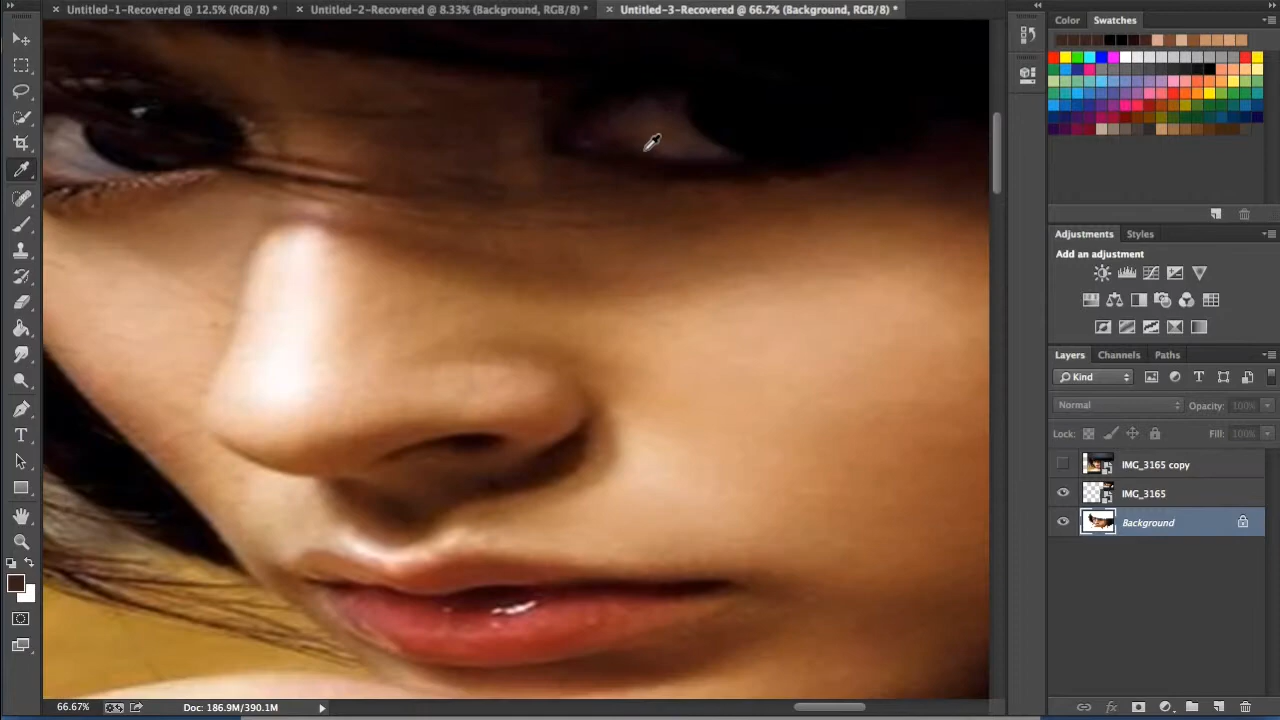 Untitled-1-Recovered @ 12.5% (RGB/8) *
Untitled-2-Recovered @ 8.33% (Background, RGB/8) *
Untitled-3-Recovered @ 66.7% (Background, RGB/8) *
Color
Swatches
Adjustments
Styles
Add an adjustment
Layers
Channels
Paths
Kind
Normal
Opacity: 100%
Lock:
Fill: 100%
IMG_3165 copy
IMG_3165
Background
66.67%
Doc: 186.9M/390.1M